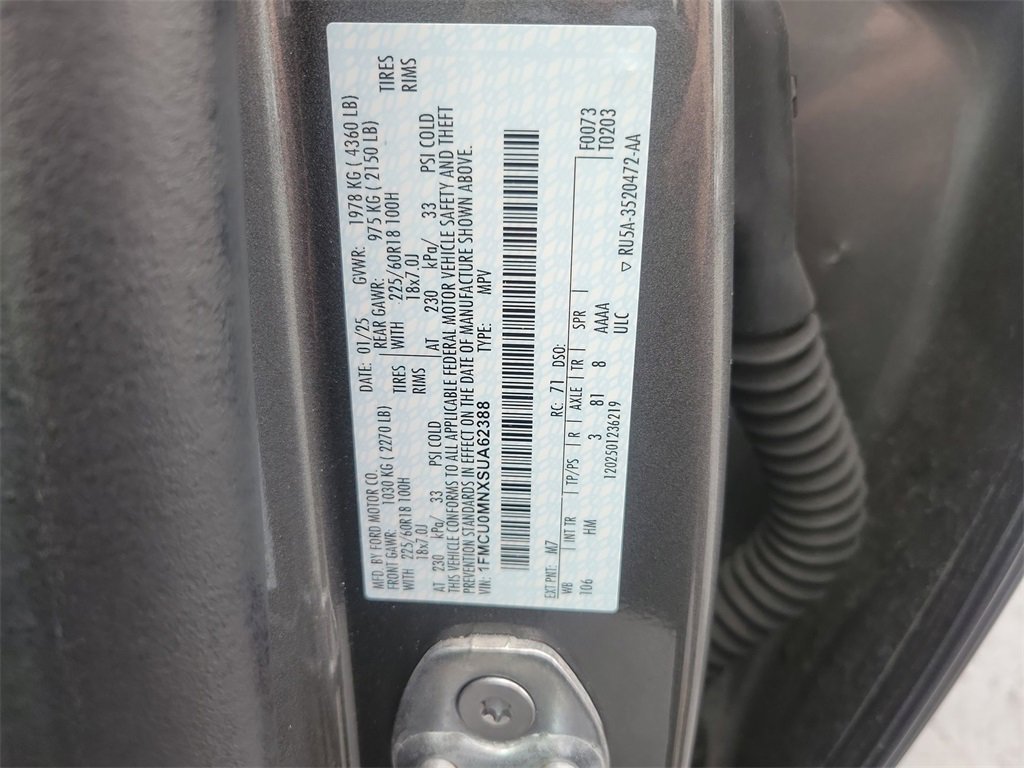 MFD. BY FORD MOTOR CO. DATE: 01/25 GVWR: 1978 KG ( 4360 LB)
FRONT GAWR: 1030 KG ( 2270 LB) REAR GAWR: 975 KG ( 2150 LB)
WITH 225/60R18 100H TIRES WITH 225/60R18 100H TIRES
18x7.0J RIMS 18x7.0J RIMS
AT 230 kPa/ 33 PSI COLD AT 230 kPa/ 33 PSI COLD
THIS VEHICLE CONFORMS TO ALL APPLICABLE FEDERAL MOTOR VEHICLE SAFETY AND THEFT
PREVENTION STANDARDS IN EFFECT ON THE DATE OF MANUFACTURE SHOWN ABOVE.
VIN: 1FMCU0MNXSUA62388 TYPE: MPV
EXT PNT: M7 RC: 71 DSO: F0073
WB INT TR TP/PS R AXLE TR SPR T0203
106 HM 3 81 8 AAAA
1202501236219 ULC ▽ RU5A-3520472-AA